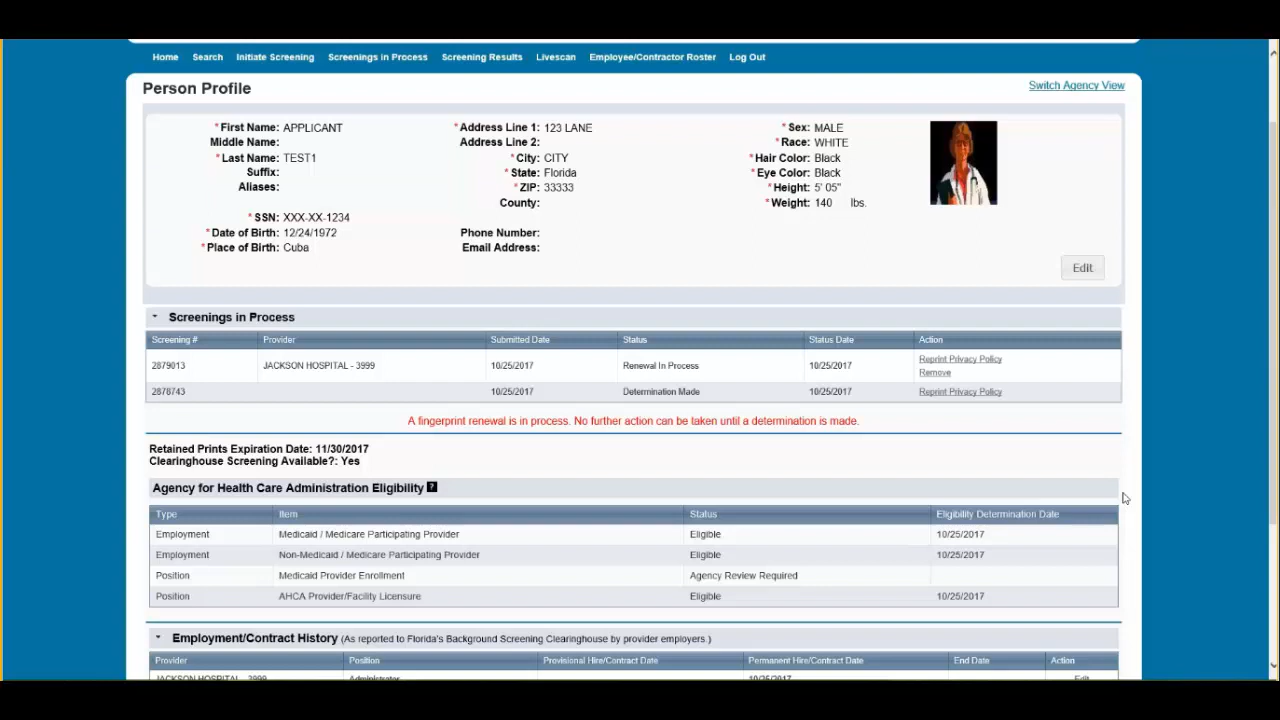 Home Search Initiate Screening Screenings in Process Screening Results Livescan Employee/Contractor Roster Log Out
Person Profile
Switch Agency View
* First Name: APPLICANT
Middle Name:
* Last Name: TEST1
Suffix:
Aliases:
* SSN: XXX-XX-1234
* Date of Birth: 12/24/1972
* Place of Birth: Cuba
* Address Line 1: 123 LANE
Address Line 2:
* City: CITY
* State: Florida
* ZIP: 33333
County:
Phone Number:
Email Address:
* Sex: MALE
* Race: WHITE
* Hair Color: Black
* Eye Color: Black
* Height: 5' 05"
* Weight: 140 lbs.
Edit
Screenings in Process
Screening # Provider Submitted Date Status Status Date Action
2879013 JACKSON HOSPITAL - 3999 10/25/2017 Renewal In Process 10/25/2017 Reprint Privacy Policy
Remove
2878743 10/25/2017 Determination Made 10/25/2017 Reprint Privacy Policy
A fingerprint renewal is in process. No further action can be taken until a determination is made.
Retained Prints Expiration Date: 11/30/2017
Clearinghouse Screening Available?: Yes
Agency for Health Care Administration Eligibility ?
Type Item Status Eligibility Determination Date
Employment Medicaid / Medicare Participating Provider Eligible 10/25/2017
Employment Non-Medicaid / Medicare Participating Provider Eligible 10/25/2017
Position Medicaid Provider Enrollment Agency Review Required
Position AHCA Provider/Facility Licensure Eligible 10/25/2017
Employment/Contract History (As reported to Florida's Background Screening Clearinghouse by provider employers.)
Provider Position Provisional Hire/Contract Date Permanent Hire/Contract Date End Date Action
JACKSON HOSPITAL - 3999 Administrator 10/25/2017 Edit